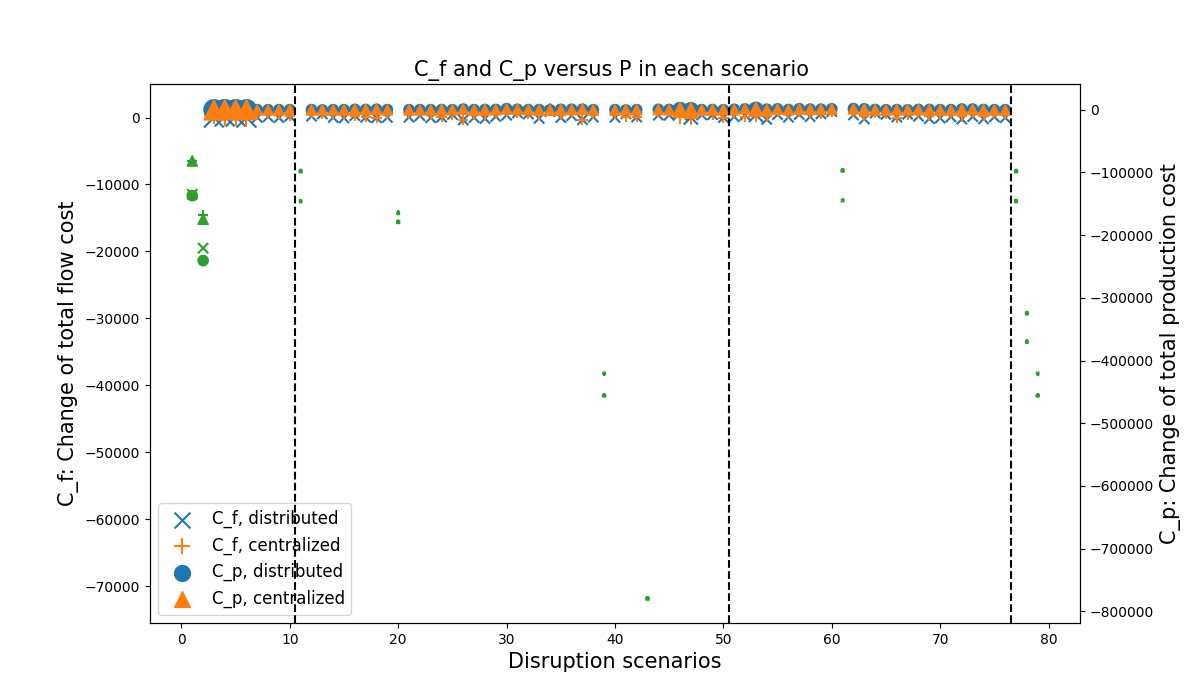 C_f and C_p versus P in each scenario
C_f: Change of total flow cost
0
−10000
−20000
−30000
−40000
−50000
−60000
−70000
C_f, distributed
C_f, centralized
C_p, distributed
C_p, centralized
0
−100000
−200000
−300000
−400000
−500000
−600000
−700000
−800000
C_p: Change of total production cost
0 10 20 30 40 50 60 70 80
Disruption scenarios